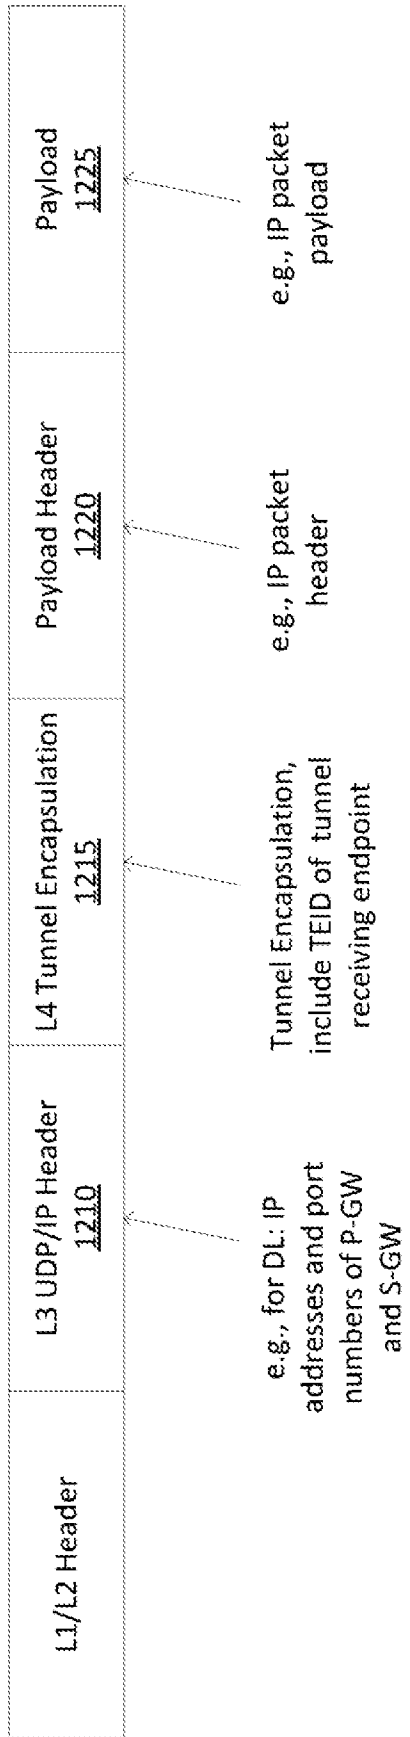 L1/L2 Header
L3 UDP/IP Header
1210
L4 Tunnel Encapsulation
1215
Payload Header
1220
Payload
1225
e.g., for DL: IP
addresses and port
numbers of P-GW
and S-GW
Tunnel Encapsulation,
include TEID of tunnel
receiving endpoint
e.g., IP packet
header
e.g., IP packet
payload